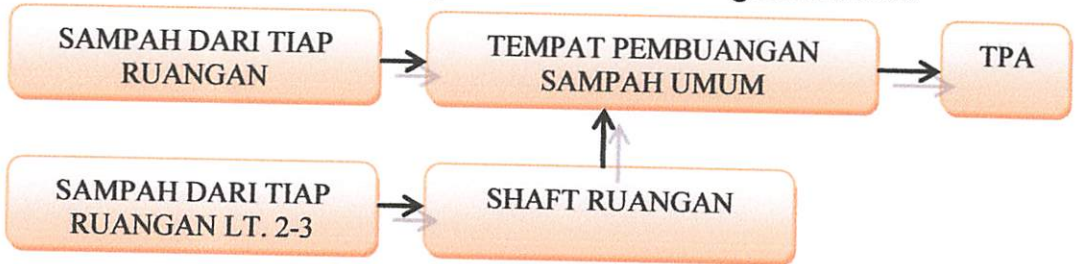 SAMPAH DARI TIAP
RUANGAN
TEMPAT PEMBUANGAN
SAMPAH UMUM
TPA
SAMPAH DARI TIAP
RUANGAN LT. 2-3
SHAFT RUANGAN